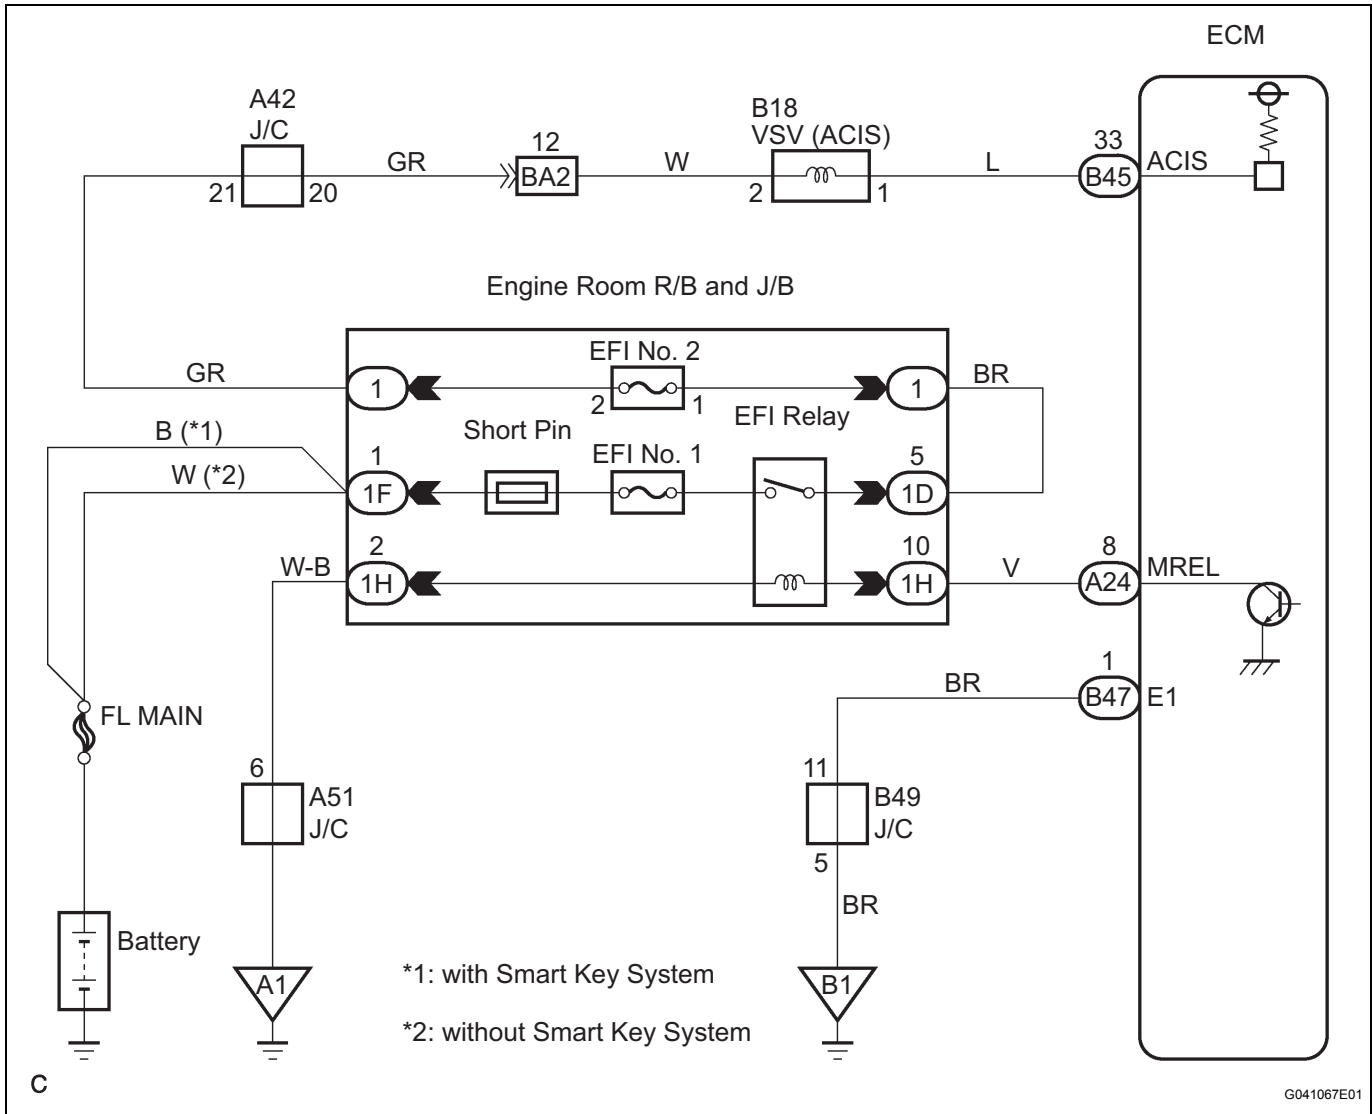 ECM
A42
J/C
21
20
GR
12
BA2
W
B18
VSV (ACIS)
2
1
L
33
B45
ACIS
Engine Room R/B and J/B
GR
1
EFI No. 2
2
1
1
BR
B (*1)
W (*2)
1
1F
Short Pin
EFI No. 1
EFI Relay
5
1D
W-B
2
1H
10
1H
V
8
A24
MREL
FL MAIN
BR
1
B47
E1
6
A51
J/C
11
B49
J/C
5
BR
Battery
A1
B1
*1: with Smart Key System
*2: without Smart Key System
C
G041067E01